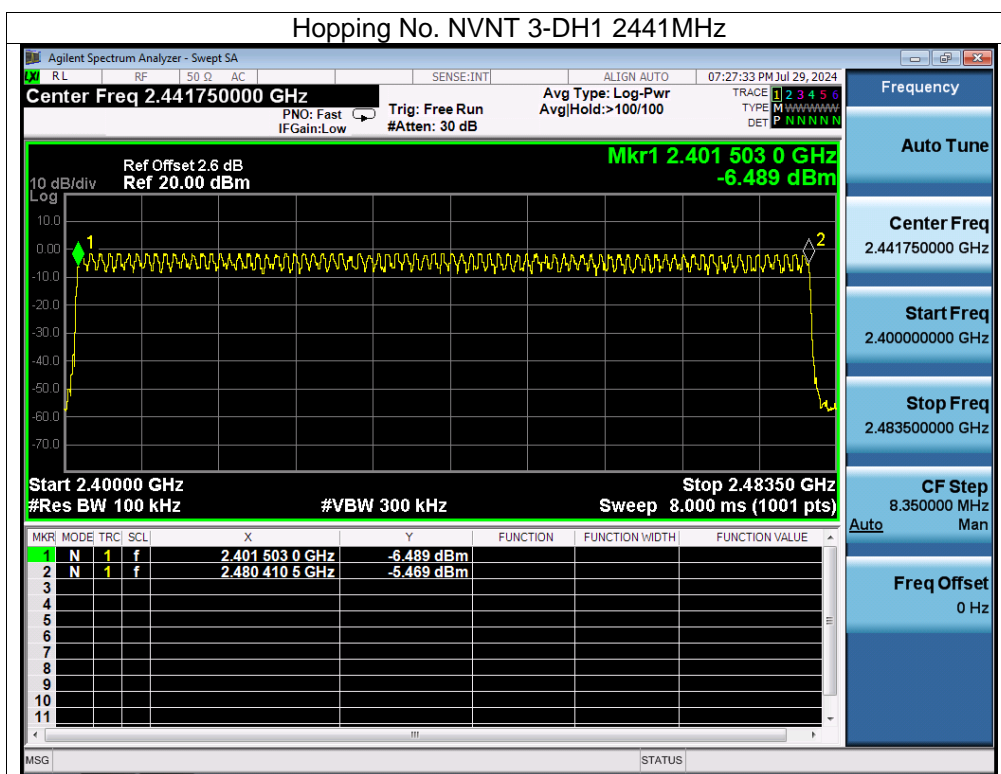 Hopping No. NVNT 3-DH1 2441MHz
Agilent Spectrum Analyzer - Swept SA
LXI RL RF 50 Ω AC SENSE:INT ALIGN AUTO 07:27:33 PM Jul 29, 2024
Center Freq 2.441750000 GHz
PNO: Fast
IFGain:Low
Trig: Free Run
#Atten: 30 dB
Avg Type: Log-Pwr
Avg|Hold:>100/100
TRACE 1 2 3 4 5 6
TYPE M WWWWW
DET P N N N N N
Ref Offset 2.6 dB
Ref 20.00 dBm
10 dB/div
Log
Mkr1 2.401 503 0 GHz
-6.489 dBm
10.0
0.00
-10.0
-20.0
-30.0
-40.0
-50.0
-60.0
-70.0
1
2
Start 2.40000 GHz
Stop 2.48350 GHz
#Res BW 100 kHz
#VBW 300 kHz
Sweep 8.000 ms (1001 pts)
MKR MODE TRC SCL X Y FUNCTION FUNCTION WIDTH FUNCTION VALUE
1 N 1 f 2.401 503 0 GHz -6.489 dBm
2 N 1 f 2.480 410 5 GHz -5.469 dBm
3
4
5
6
7
8
9
10
11
MSG
STATUS
Frequency
Auto Tune
Center Freq
2.441750000 GHz
Start Freq
2.400000000 GHz
Stop Freq
2.483500000 GHz
CF Step
8.350000 MHz
Auto Man
Freq Offset
0 Hz